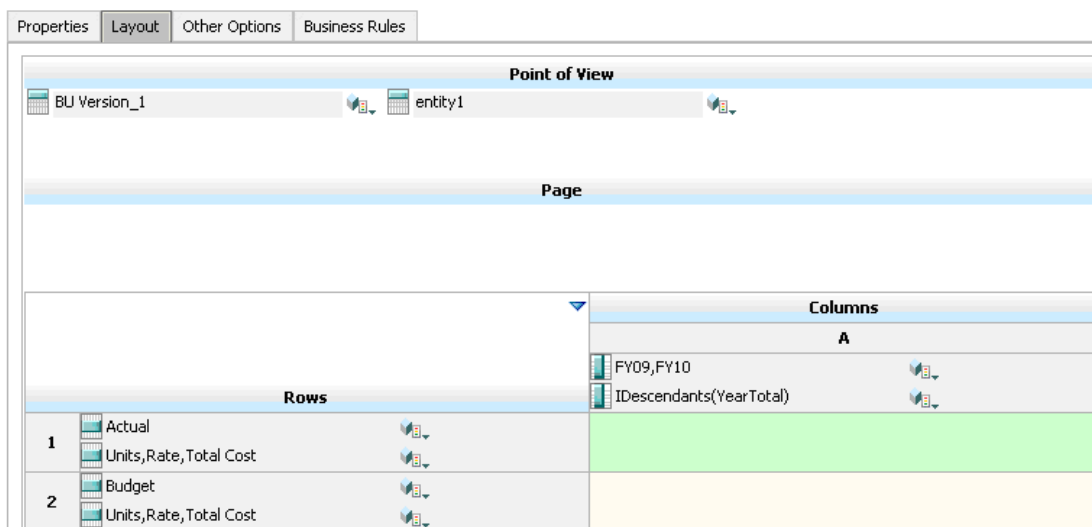 Properties Layout Other Options Business Rules
Point of View
BU Version_1 entity1
Page
Columns
A
FY09,FY10
IDescendants(YearTotal)
Rows
1 Actual
Units,Rate,Total Cost
2 Budget
Units,Rate,Total Cost